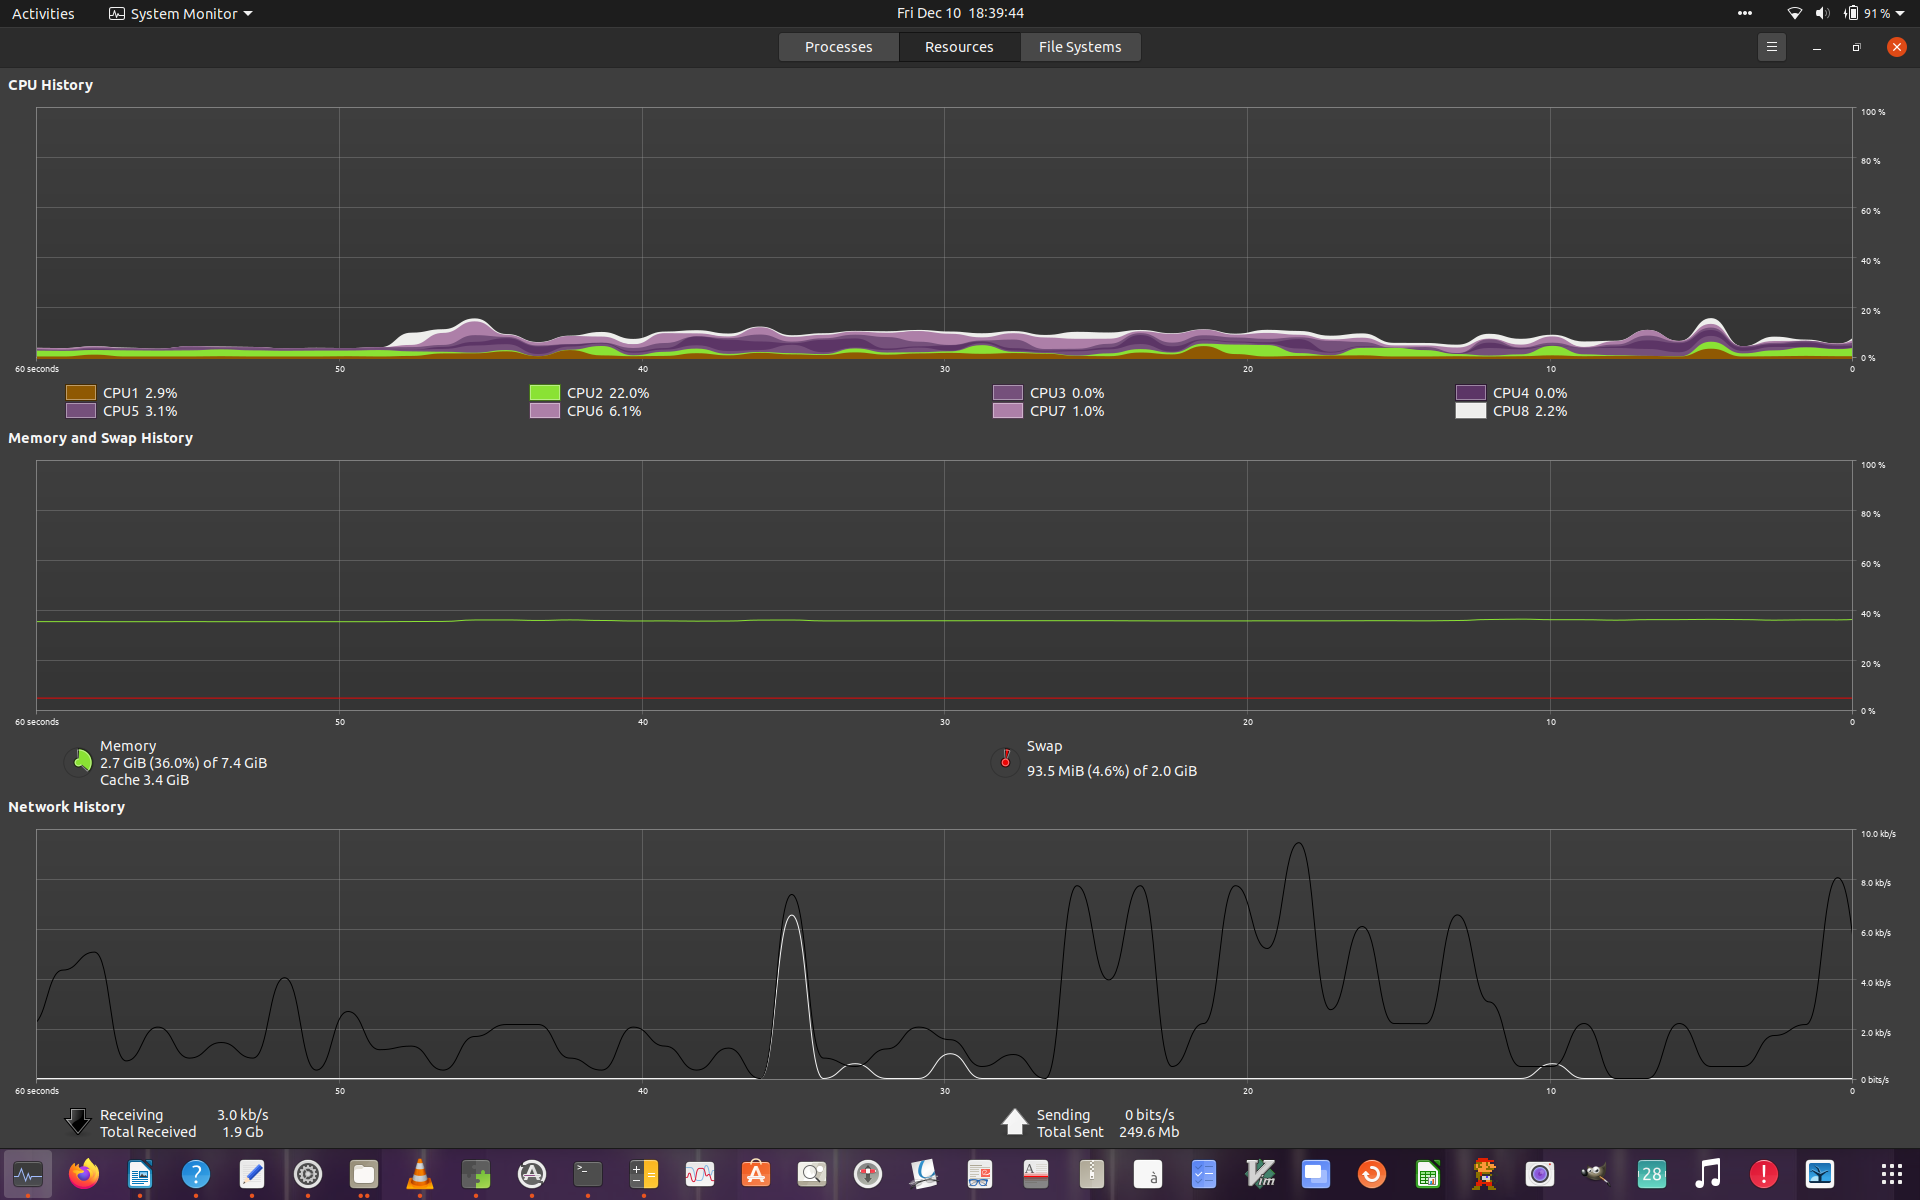 Activities System Monitor Fri Dec 10 18:39:44 91 %
Processes Resources File Systems
CPU History
100 %
80 %
60 %
40 %
20 %
0 %
60 seconds 50 40 30 20 10 0
CPU1 2.9% CPU2 22.0% CPU3 0.0% CPU4 0.0%
CPU5 3.1% CPU6 6.1% CPU7 1.0% CPU8 2.2%
Memory and Swap History
100 %
80 %
60 %
40 %
20 %
0 %
60 seconds 50 40 30 20 10 0
Memory
2.7 GiB (36.0%) of 7.4 GiB
Cache 3.4 GiB
Swap
93.5 MiB (4.6%) of 2.0 GiB
Network History
10.0 kb/s
8.0 kb/s
6.0 kb/s
4.0 kb/s
2.0 kb/s
0 bits/s
60 seconds 50 40 30 20 10 0
Receiving 3.0 kb/s
Total Received 1.9 Gb
Sending 0 bits/s
Total Sent 249.6 Mb
? >_ A à Vim 28 !